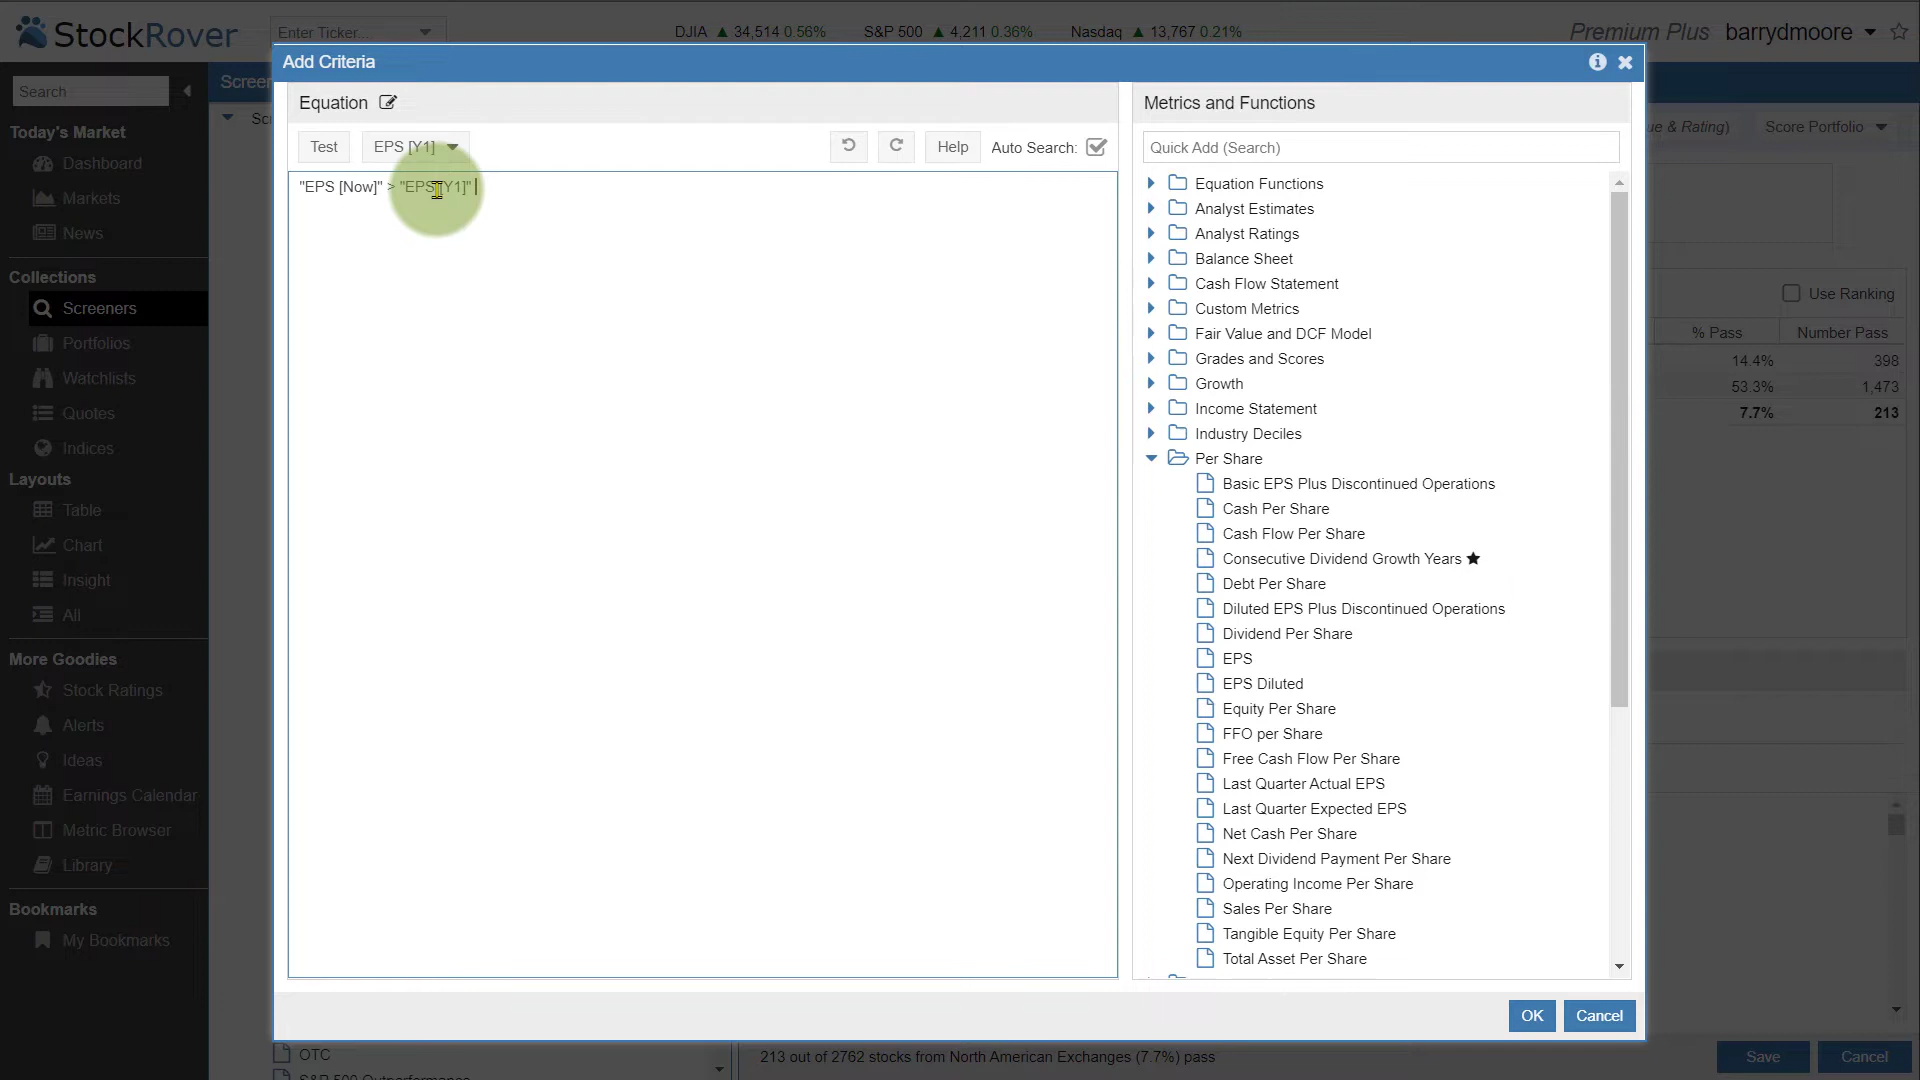 StockRover
Enter Ticker...
DJIA ▲ 34,514 0.56%
S&P 500 ▲ 4,211 0.36%
Nasdaq ▲ 13,767 0.21%
Premium Plus barrydmoore
Add Criteria
Search
Screen
Today's Market
Dashboard
Markets
News
Collections
Screeners
Portfolios
Watchlists
Quotes
Indices
Layouts
Table
Chart
Insight
All
More Goodies
Stock Ratings
Alerts
Ideas
Earnings Calendar
Metric Browser
Library
Bookmarks
My Bookmarks
Sc
Equation
Test
EPS [Y1]
Help
Auto Search:
"EPS [Now]" > "EPS [Y1]"
Metrics and Functions
Quick Add (Search)
Equation Functions
Analyst Estimates
Analyst Ratings
Balance Sheet
Cash Flow Statement
Custom Metrics
Fair Value and DCF Model
Grades and Scores
Growth
Income Statement
Industry Deciles
Per Share
Basic EPS Plus Discontinued Operations
Cash Per Share
Cash Flow Per Share
Consecutive Dividend Growth Years ★
Debt Per Share
Diluted EPS Plus Discontinued Operations
Dividend Per Share
EPS
EPS Diluted
Equity Per Share
FFO per Share
Free Cash Flow Per Share
Last Quarter Actual EPS
Last Quarter Expected EPS
Net Cash Per Share
Next Dividend Payment Per Share
Operating Income Per Share
Sales Per Share
Tangible Equity Per Share
Total Asset Per Share
OK
Cancel
ue & Rating)
Score Portfolio
Use Ranking
% Pass Number Pass
14.4% 398
53.3% 1,473
7.7% 213
OTC
213 out of 2762 stocks from North American Exchanges (7.7%) pass
Save
Cancel